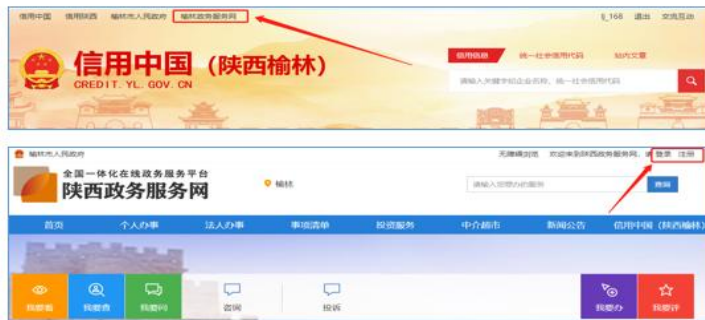 信用中国 信用陕西 榆林市人民政府 榆林政务服务网
退出 交流互动
信用中国（陕西榆林）
CREDIT. YL. GOV. CN
信用信息 统一社会信用代码 站内文章
请输入关键字如企业名称、统一社会信用代码
榆林市人民政府
无障碍浏览 欢迎来到陕西政务服务网，请 登录 注册
全国一体化在线政务服务平台
陕西政务服务网
榆林
请输入您想办的服务
查询
首页 个人办事 法人办事 事项清单 投资服务 中介超市 新闻公告 信用中国（陕西榆林）
我要看 我要查 我要问 咨询 投诉 我要办 我要评